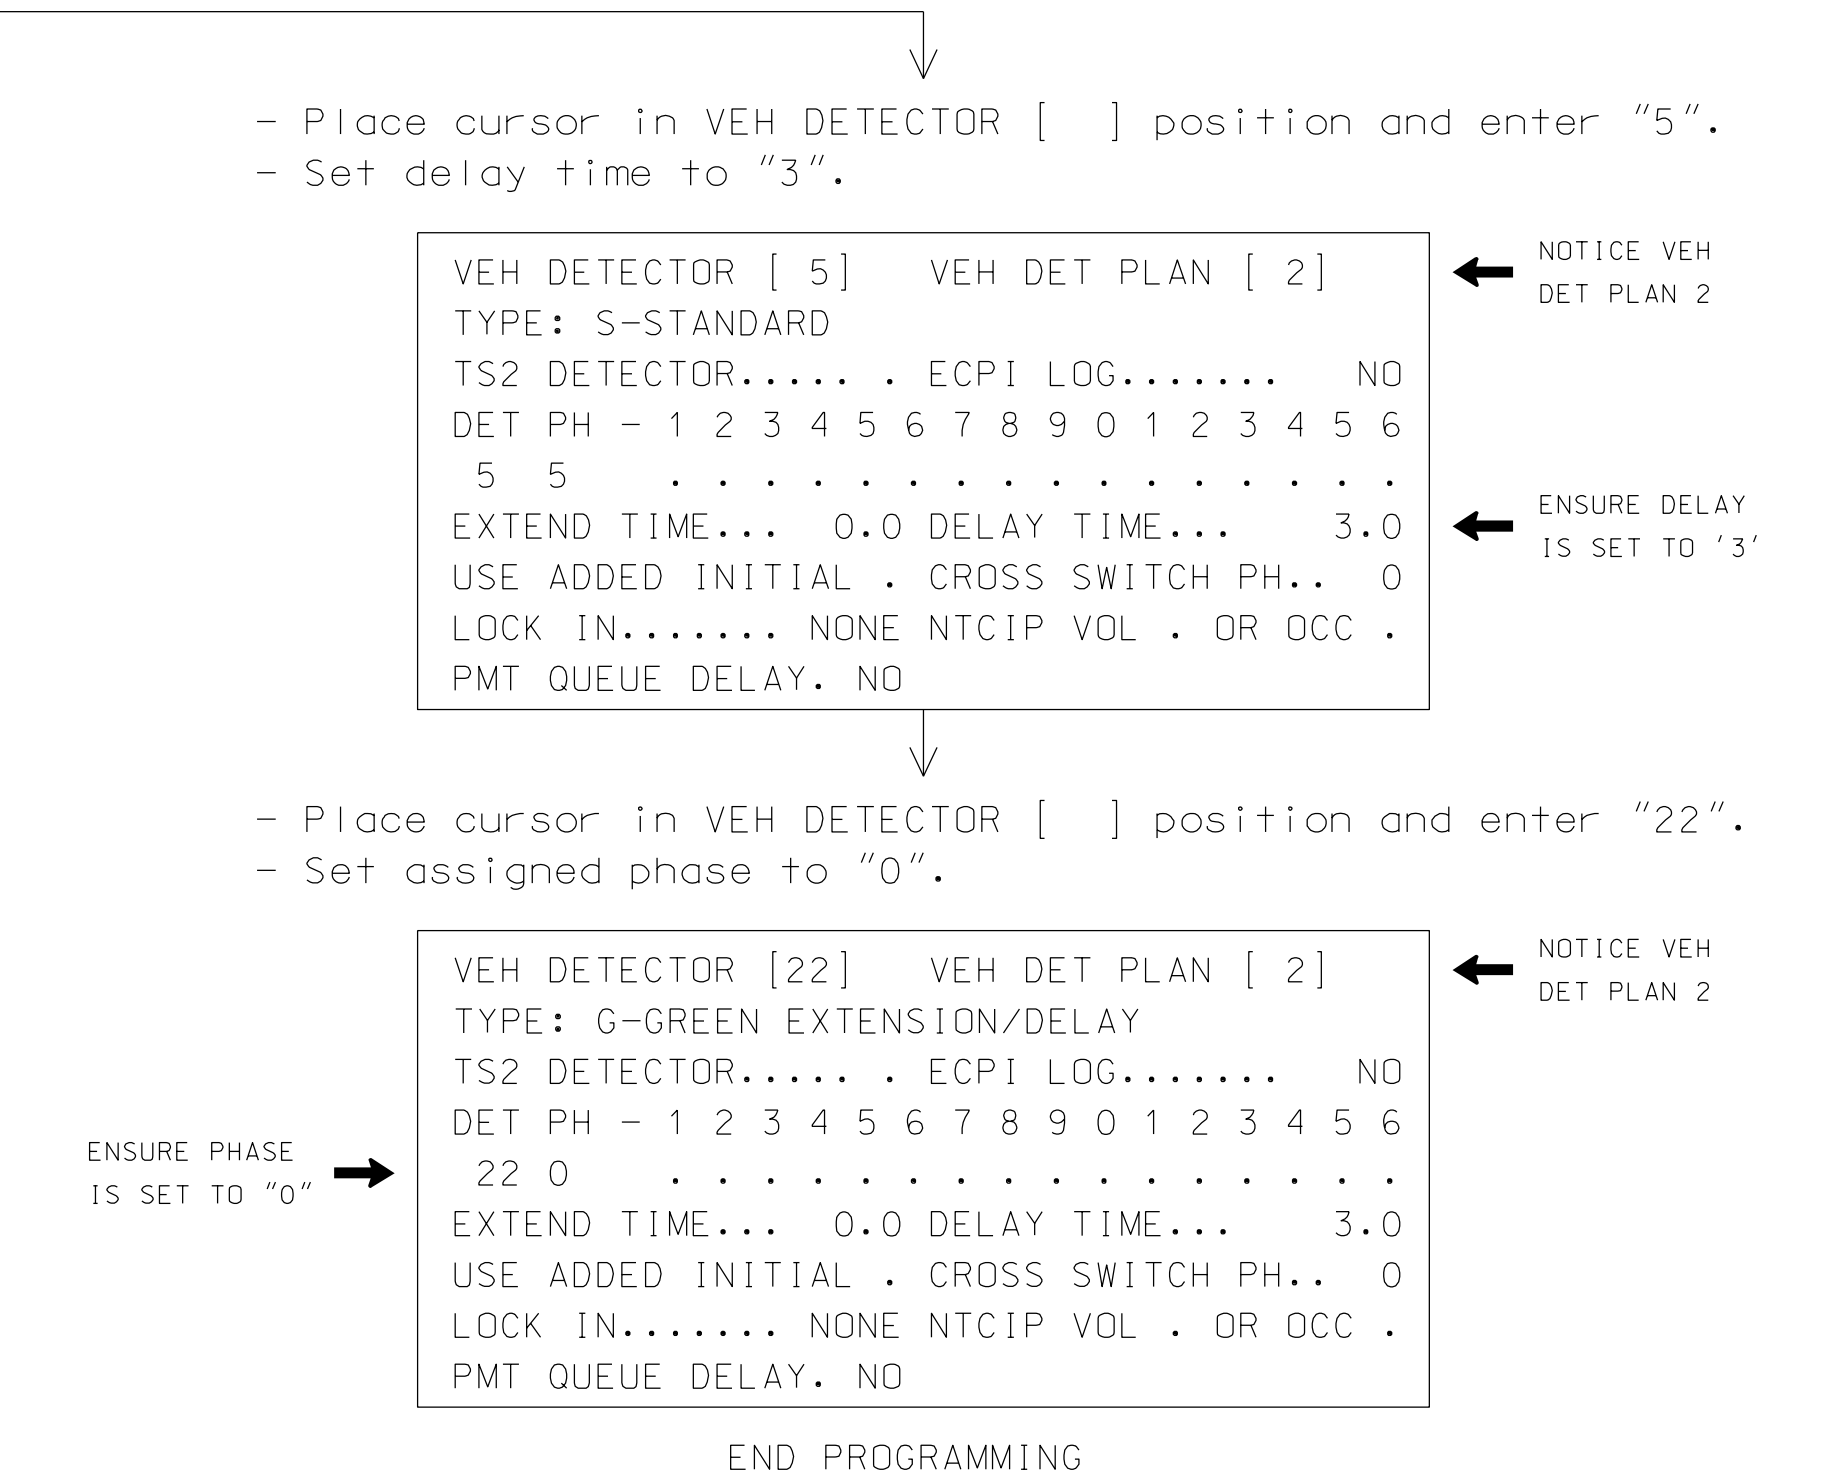 - Place cursor in VEH DETECTOR [  ] position and enter "5".
- Set delay time to "3".
VEH DETECTOR [ 5]   VEH DET PLAN [ 2]
NOTICE VEH
DET PLAN 2
TYPE: S-STANDARD
TS2 DETECTOR..... . ECPI LOG.......   NO
DET PH - 1 2 3 4 5 6 7 8 9 0 1 2 3 4 5 6
5  5    . . . . . . . . . . . . . . . .
EXTEND TIME...  0.0 DELAY TIME...    3.0
ENSURE DELAY
IS SET TO '3'
USE ADDED INITIAL . CROSS SWITCH PH..  0
LOCK IN....... NONE NTCIP VOL . OR OCC .
PMT QUEUE DELAY. NO
- Place cursor in VEH DETECTOR [  ] position and enter "22".
- Set assigned phase to "0".
VEH DETECTOR [22]   VEH DET PLAN [ 2]
NOTICE VEH
DET PLAN 2
TYPE: G-GREEN EXTENSION/DELAY
TS2 DETECTOR..... . ECPI LOG.......   NO
DET PH - 1 2 3 4 5 6 7 8 9 0 1 2 3 4 5 6
ENSURE PHASE
IS SET TO "0"
22 0    . . . . . . . . . . . . . . . .
EXTEND TIME...  0.0 DELAY TIME...    3.0
USE ADDED INITIAL . CROSS SWITCH PH..  0
LOCK IN....... NONE NTCIP VOL . OR OCC .
PMT QUEUE DELAY. NO
END PROGRAMMING